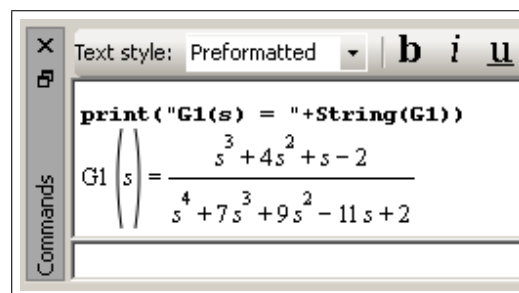 Text style: Preformatted b i u
print("G1(s) = "+String(G1))
G1(s) = (s^3 + 4s^2 + s − 2) / (s^4 + 7s^3 + 9s^2 − 11s + 2)
Commands